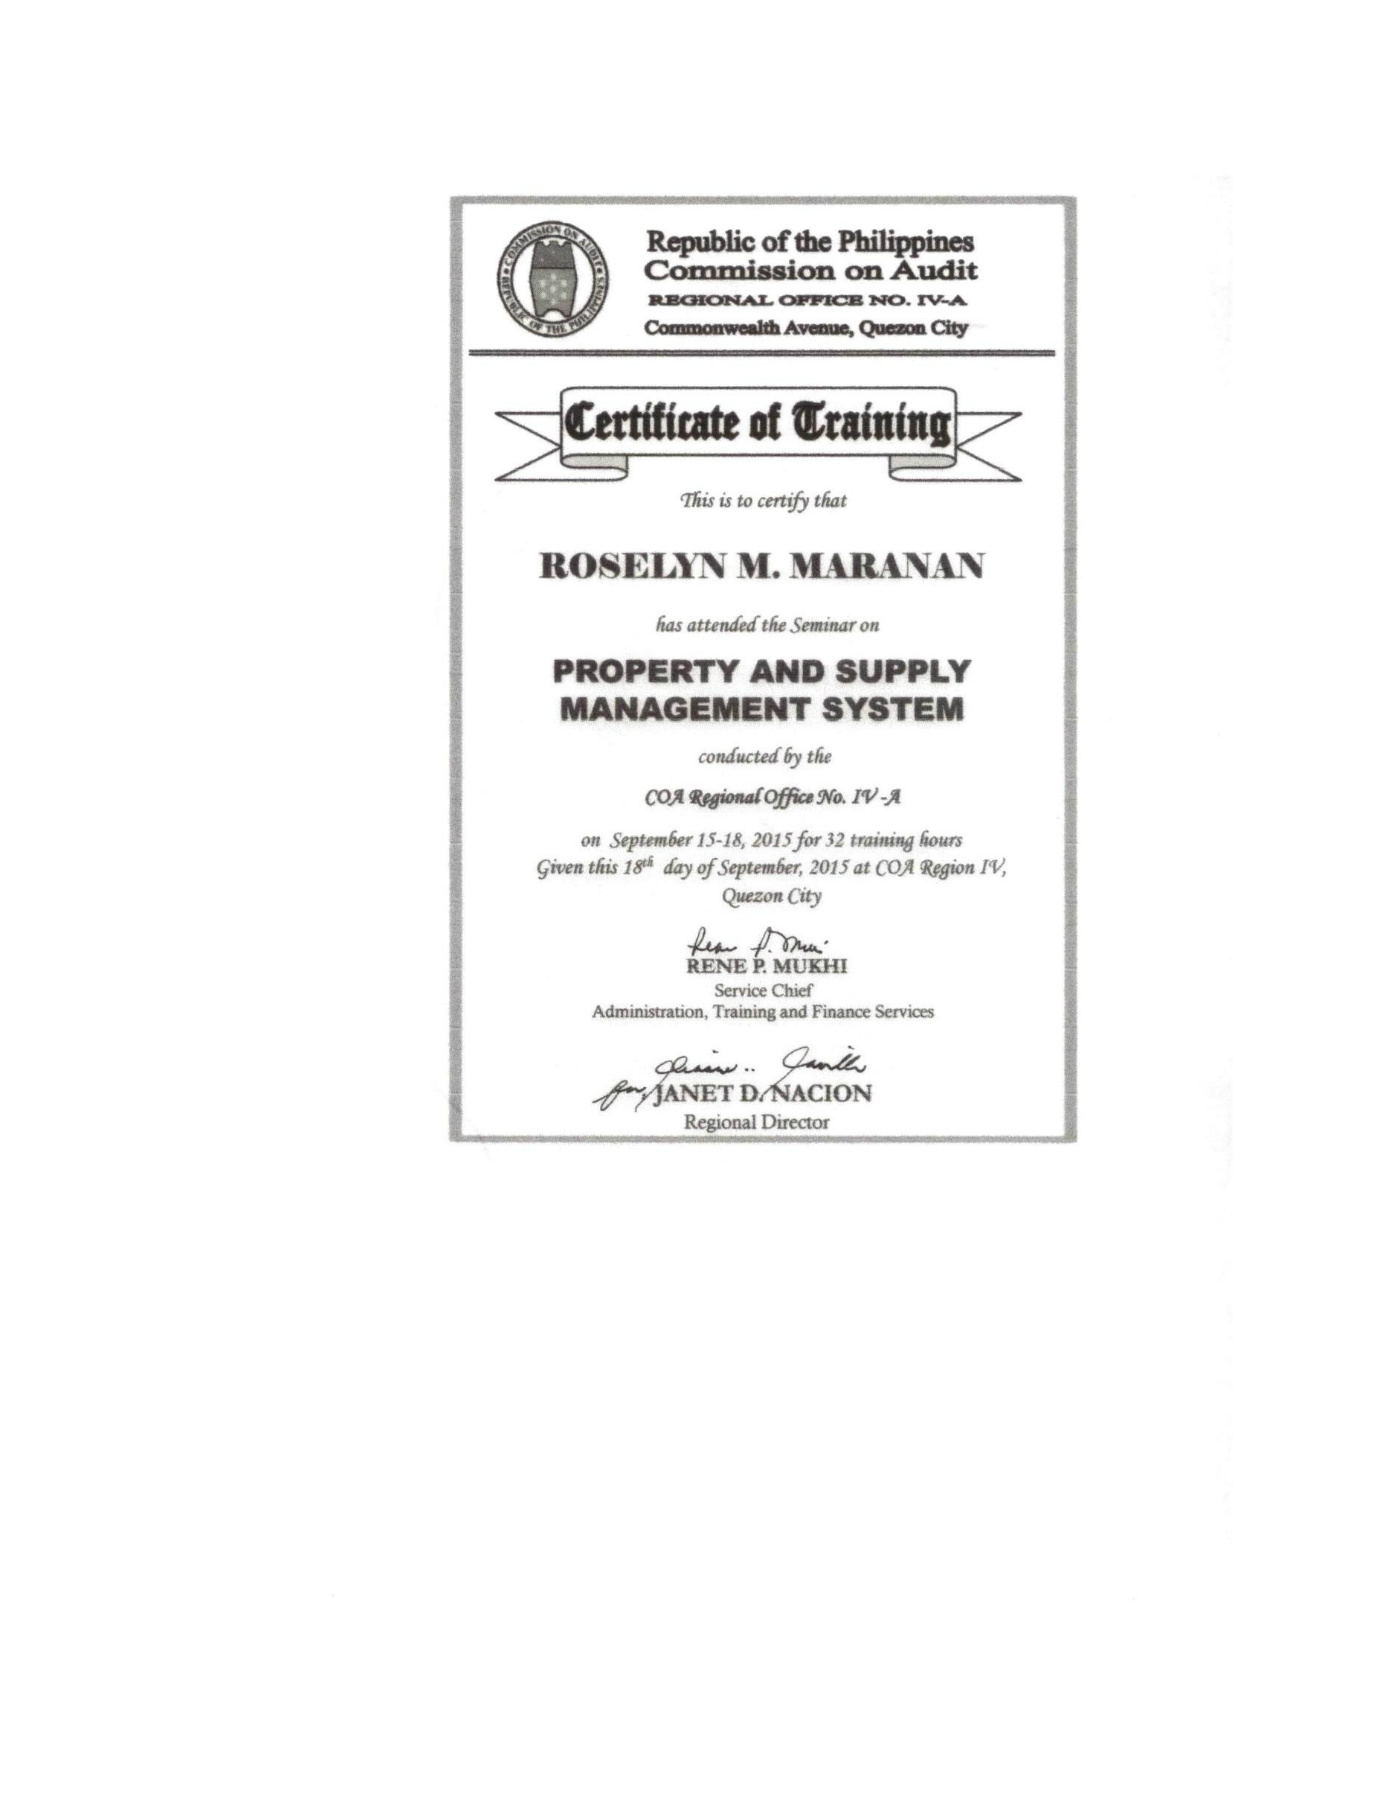 COMMISSION ON AUDIT
REPUBLIC OF THE PHILIPPINES
Republic of the Philippines
Commission on Audit
REGIONAL OFFICE NO. IV-A
Commonwealth Avenue, Quezon City
Certificate of Training
This is to certify that
ROSELYN M. MARANAN
has attended the Seminar on
PROPERTY AND SUPPLY
MANAGEMENT SYSTEM
conducted by the
COA Regional Office No. IV-A
on September 15-18, 2015 for 32 training hours
Given this 18th day of September, 2015 at COA Region IV,
Quezon City
RENE P. MUKHI
Service Chief
Administration, Training and Finance Services
for JANET D. NACION
Regional Director